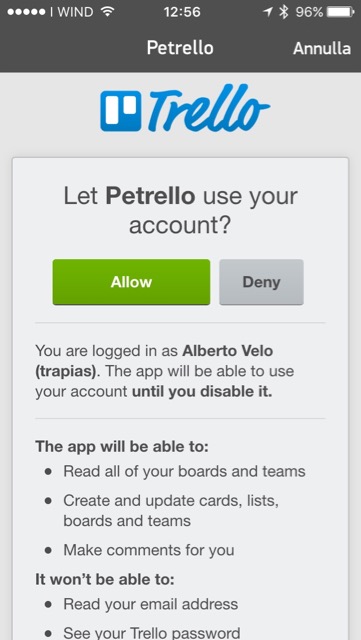 I WIND 12:56 96%
Petrello Annulla
Trello
Let Petrello use your
account?
Allow Deny
You are logged in as Alberto Velo
(trapias). The app will be able to use
your account until you disable it.
The app will be able to:
• Read all of your boards and teams
• Create and update cards, lists,
boards and teams
• Make comments for you
It won't be able to:
• Read your email address
• See your Trello password